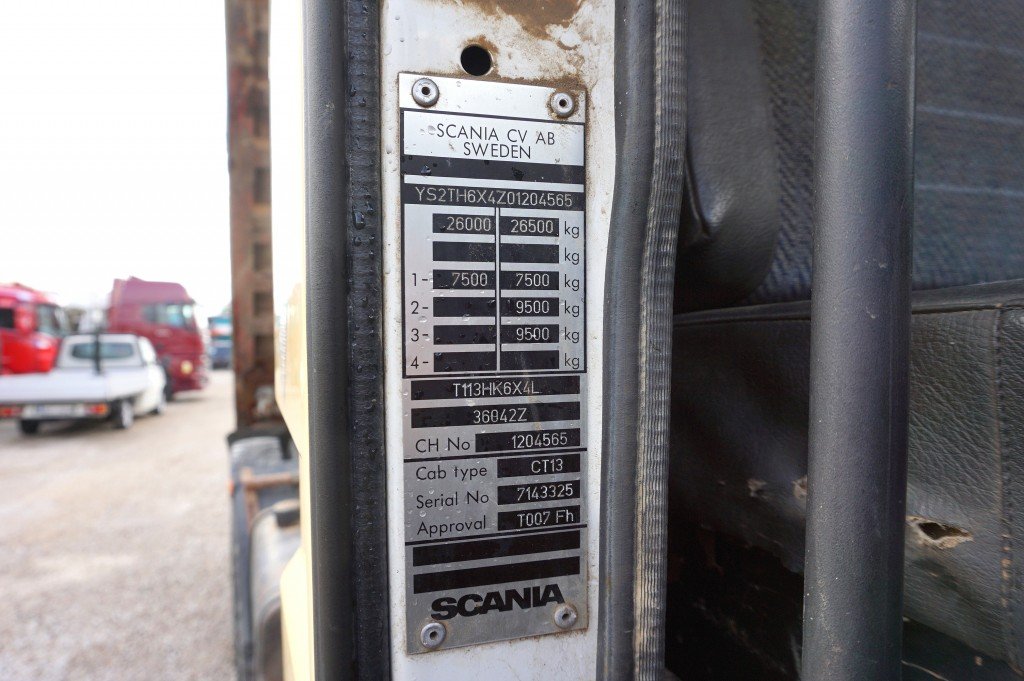 SCANIA CV AB
SWEDEN
YS2TH6X4Z01204565
26000 26500 kg
kg
1- 7500 7500 kg
2- 9500 kg
3- 9500 kg
4- kg
T113HK6X4L
36042Z
CH No 1204565
Cab type CT13
Serial No 7143325
Approval T007 Fh
SCANIA